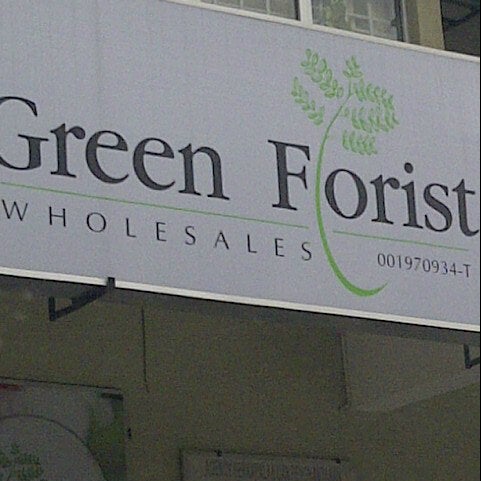 Green Florist
WHOLESALES
001970934-T